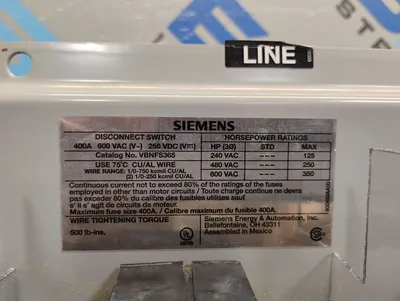 LINE
SIEMENS
DISCONNECT SWITCH HORSEPOWER RATINGS
400A 600 VAC (V~) 250 VDC (V⎓) HP (3Ø) STD MAX
Catalog No. VBNFS365 240 VAC - 125
USE 75°C CU/AL WIRE 480 VAC - 250
WIRE RANGE: 1/0-750 kcmil CU/AL 600 VAC - 350
(2) 1/0-250 kcmil CU/AL
Continuous current not to exceed 80% of the ratings of the fuses
employed in other than motor circuits / Toute charge continue ne devra
pas excéder 80% du calibre des fusibles utilisés sauf
s' il s' agit de circuits de moteur.
Maximum fuse size 400A. / Calibre maximum du fusible 400A.
WIRE TIGHTENING TORQUE Siemens Energy & Automation, Inc.
500 lb-ins. Bellefontaine, OH 43311
Assembled in Mexico
UL